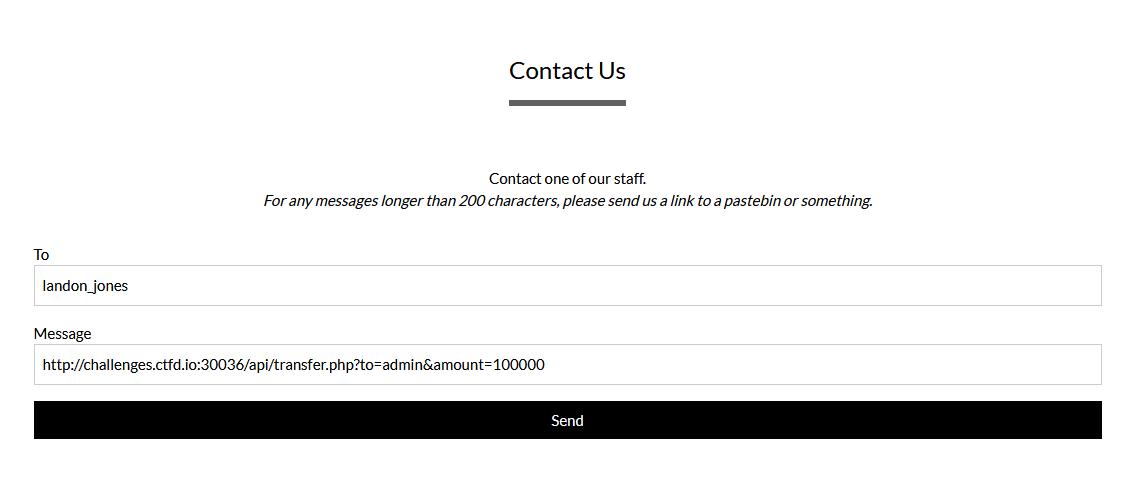 Contact Us
Contact one of our staff.
For any messages longer than 200 characters, please send us a link to a pastebin or something.
To
landon_jones
Message
http://challenges.ctfd.io:30036/api/transfer.php?to=admin&amount=100000
Send